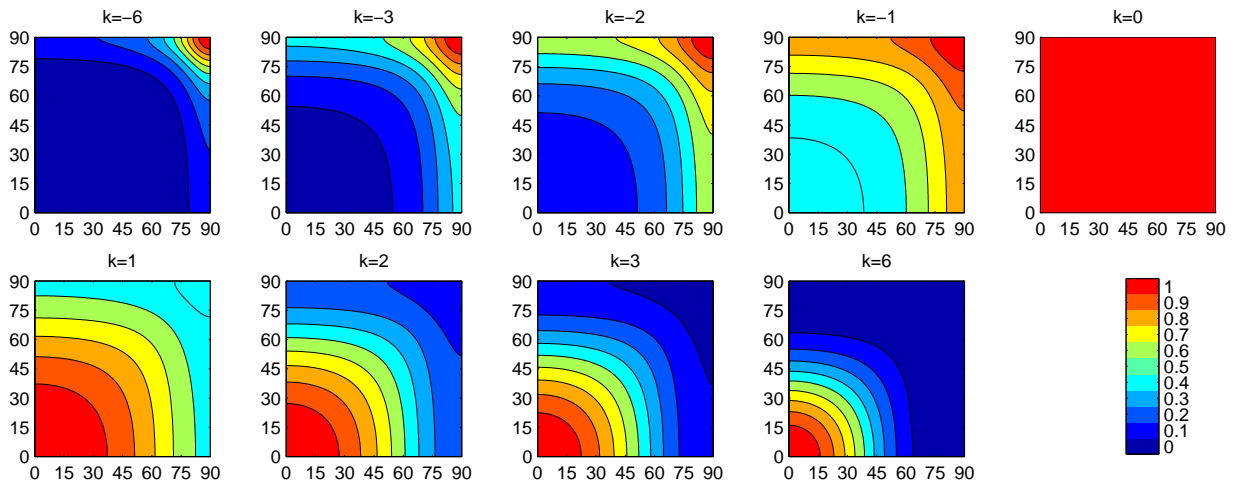 k=−6 k=−3 k=−2 k=−1 k=0
90 90 90 90 90
75 75 75 75 75
60 60 60 60 60
45 45 45 45 45
30 30 30 30 30
15 15 15 15 15
0 0 0 0 0
0 15 30 45 60 75 90 0 15 30 45 60 75 90 0 15 30 45 60 75 90 0 15 30 45 60 75 90 0 15 30 45 60 75 90
k=1 k=2 k=3 k=6
90 90 90 90 1
75 75 75 75 0.9
60 60 60 60 0.8
45 45 45 45 0.7
30 30 30 30 0.6
15 15 15 15 0.5
0 0 0 0 0.4
0.3
0.2
0.1
0
0 15 30 45 60 75 90 0 15 30 45 60 75 90 0 15 30 45 60 75 90 0 15 30 45 60 75 90